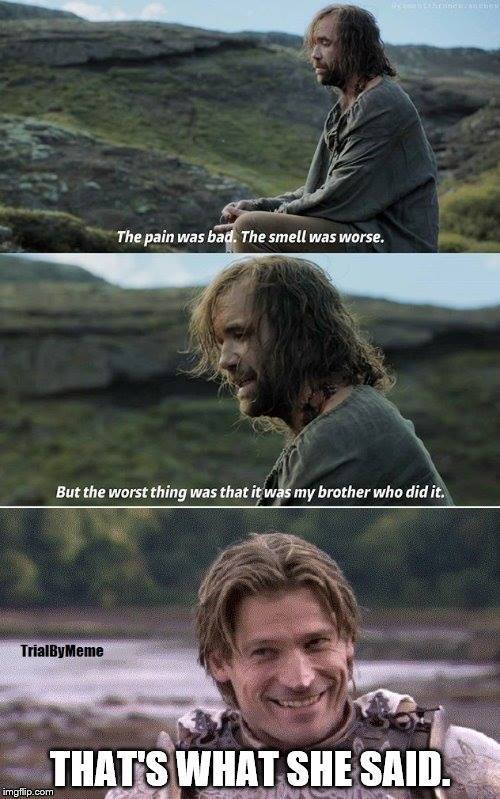 The pain was bad. The smell was worse.
But the worst thing was that it was my brother who did it.
TrialByMeme
THAT'S WHAT SHE SAID.
imgflip.com